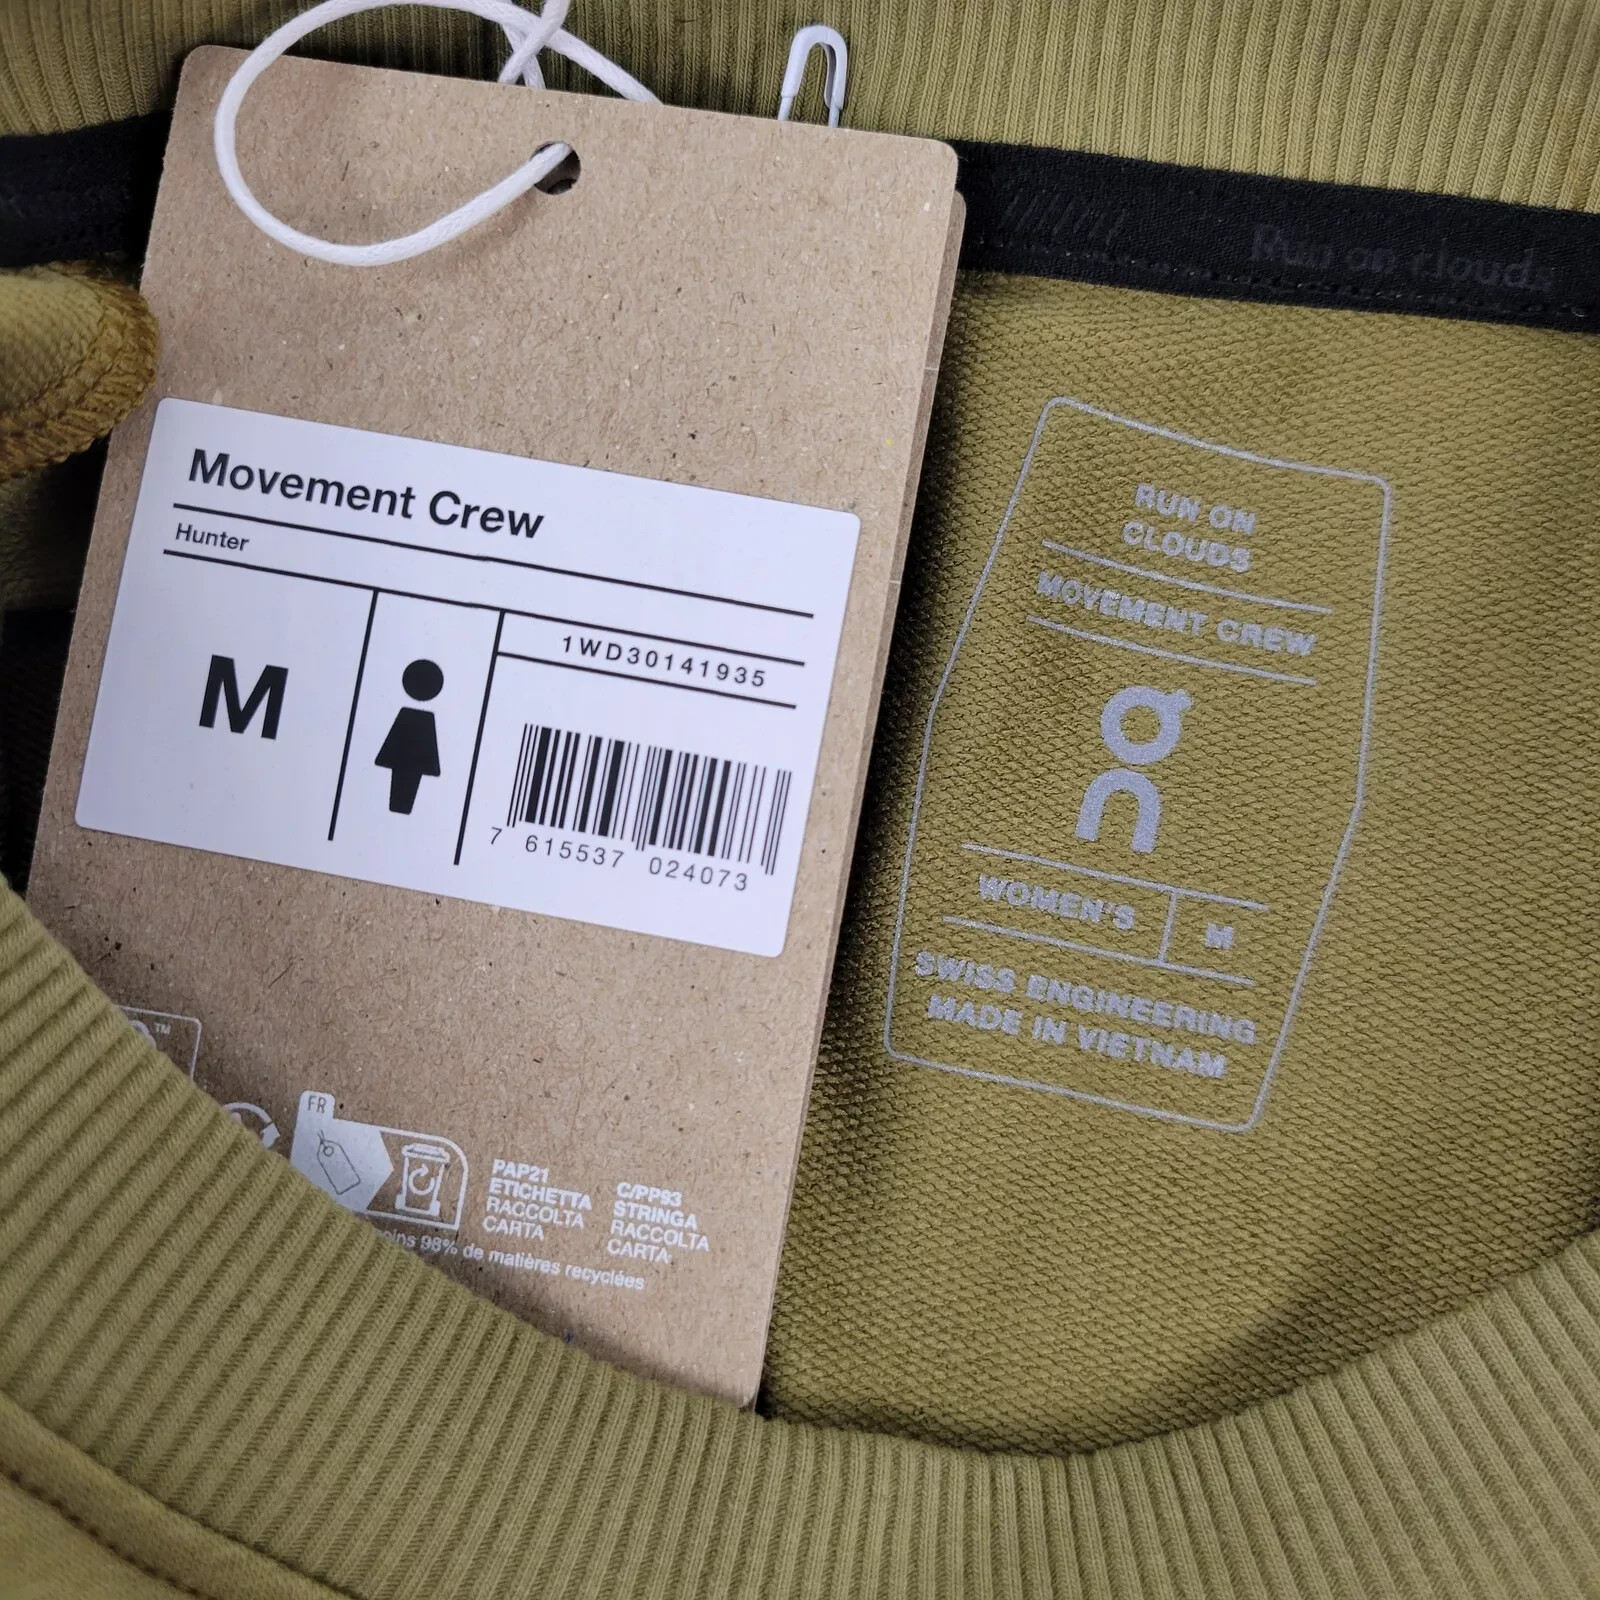 Run on clouds
Movement Crew
Hunter
M
1WD30141935
7 615537 024073
TM
FR
PAP21
ETICHETTA
RACCOLTA
CARTA
C/PP93
STRINGA
RACCOLTA
CARTA
98% de matières recyclées
RUN ON
CLOUDS
MOVEMENT CREW
on
WOMEN'S M
SWISS ENGINEERING
MADE IN VIETNAM